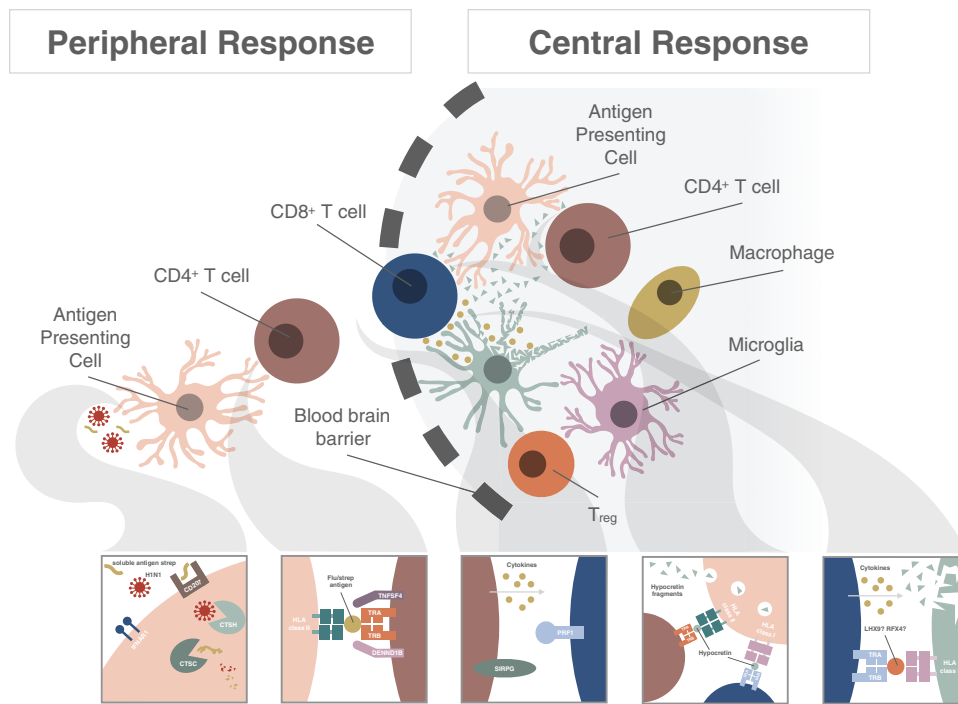 Peripheral Response
Central Response
Antigen
Presenting
Cell
CD4+ T cell
CD8+ T cell
Macrophage
CD4+ T cell
Antigen
Presenting
Cell
Microglia
Blood brain
barrier
Treg
soluble antigen strep
H1N1
CD207
CTSH
CTSC
Flu/strep
antigen
TNFSF4
HLA
class II
TRA
TRB
DENND1B
Cytokines
PRF1
SIRPG
Hypocretin
fragments
HLA
class II
HLA
class I
TRA
TRB
Hypocretin
Cytokines
LHX9? RFX4?
TRA
TRB
HLA
class I